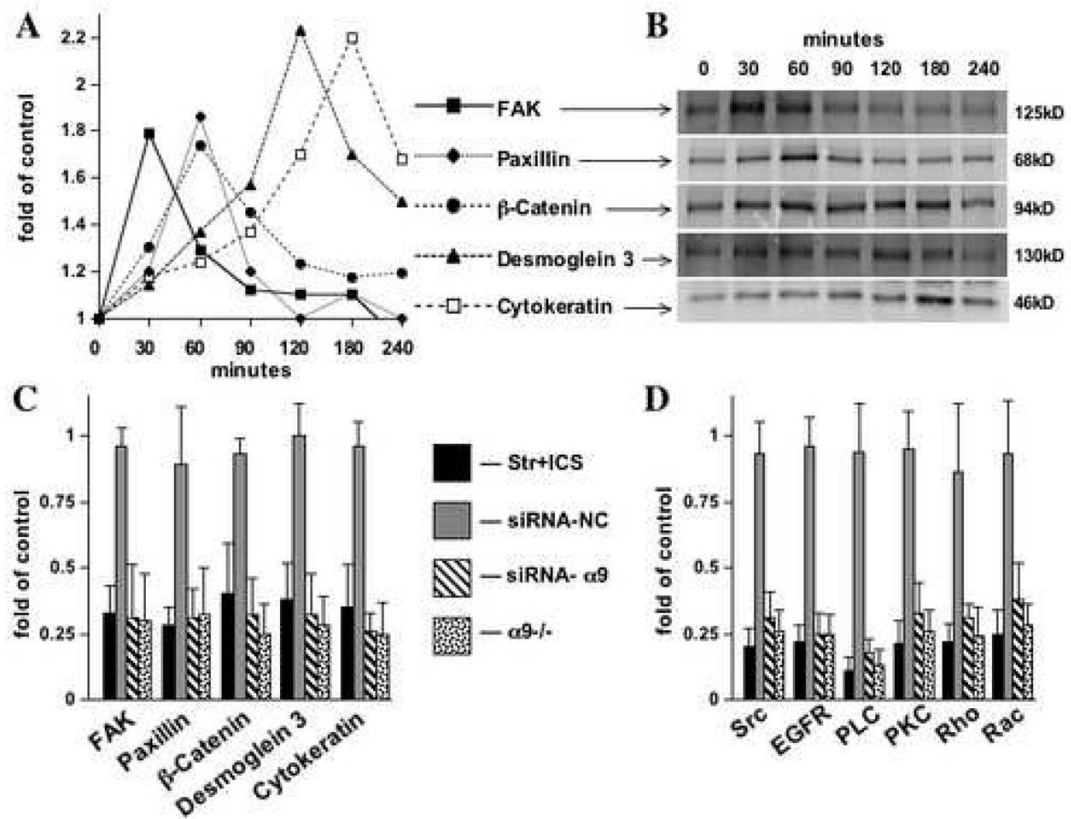 A
fold of control
2.2
2
1.8
1.6
1.4
1.2
1
0 30 60 90 120 180 240
minutes
FAK
Paxillin
β-Catenin
Desmoglein 3
Cytokeratin
B
minutes
0 30 60 90 120 180 240
125kD
68kD
94kD
130kD
46kD
C
fold of control
1
0.75
0.5
0.25
0
FAK
Paxillin
β-Catenin
Desmoglein 3
Cytokeratin
Str+ICS
siRNA-NC
siRNA- α9
α9-/-
D
fold of control
1
0.75
0.5
0.25
0
Src
EGFR
PLC
PKC
Rho
Rac